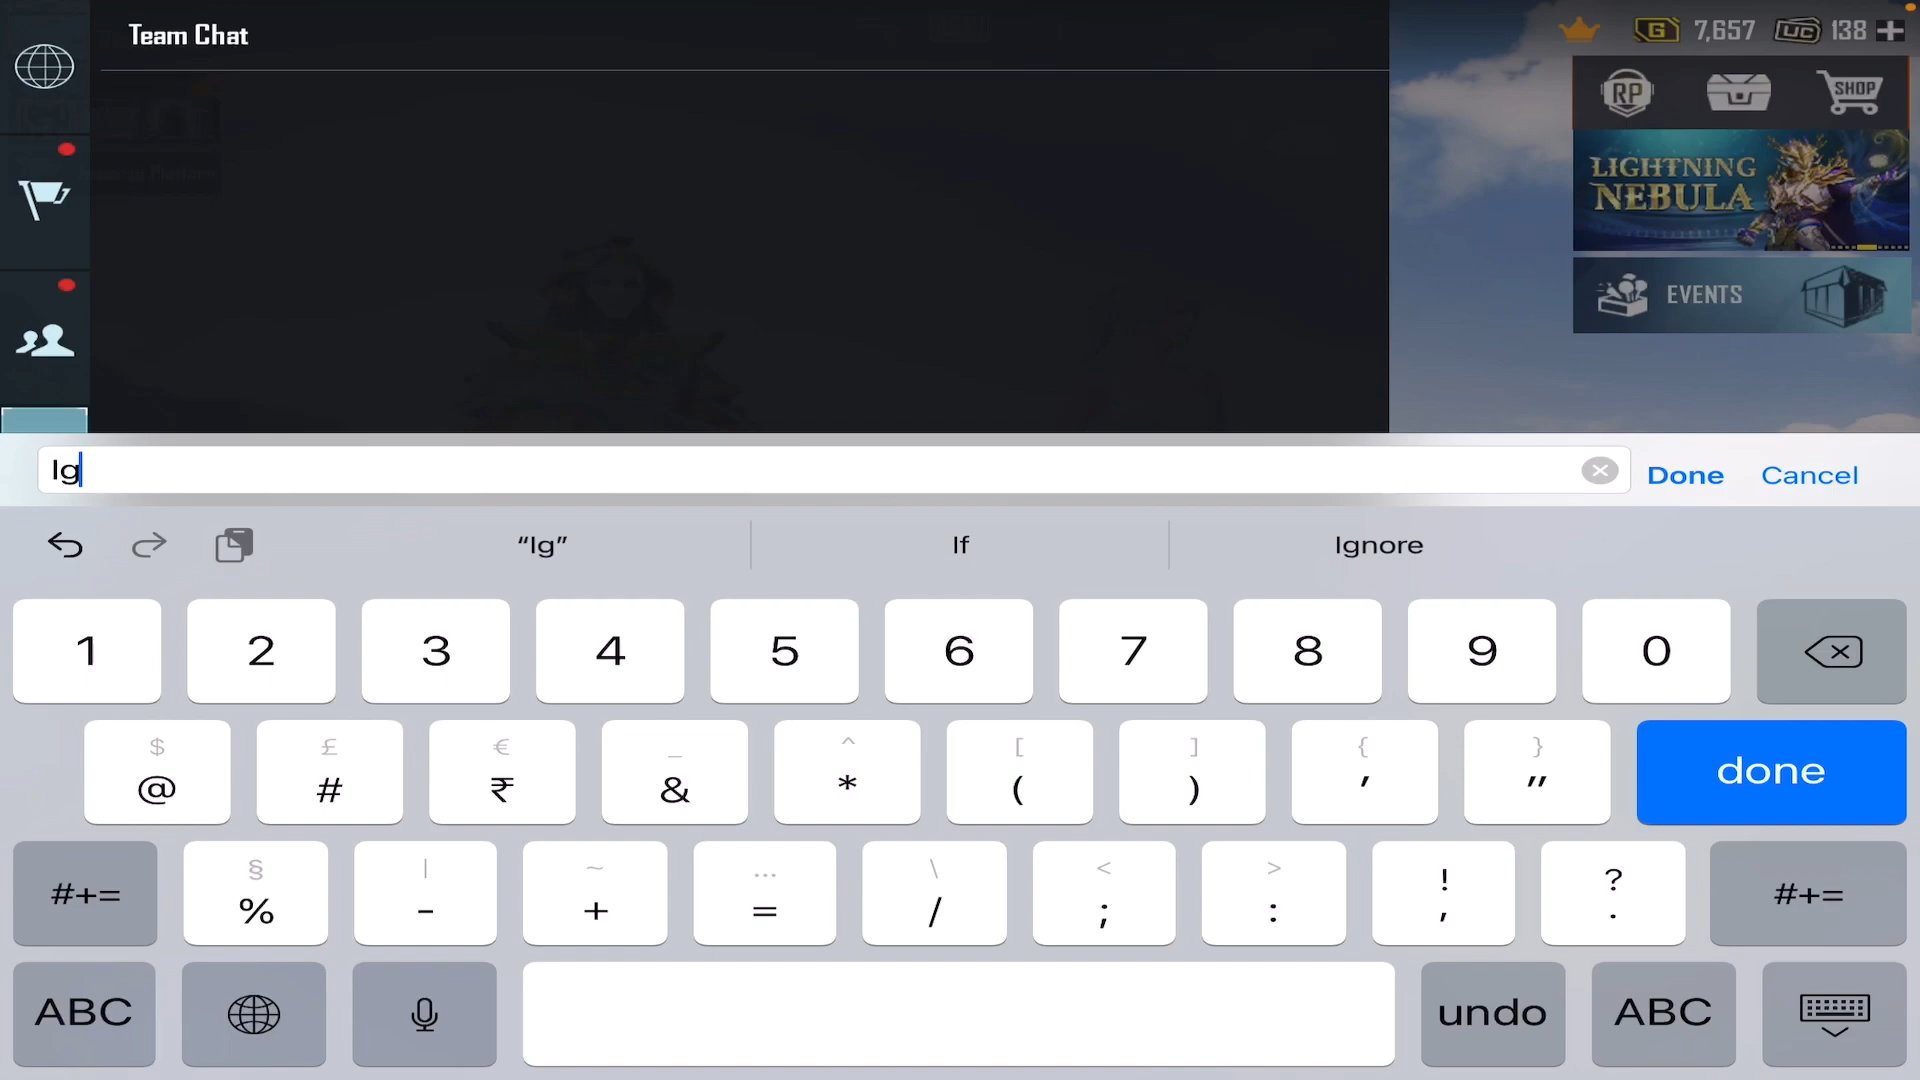 Team Chat
G 7,657 UC 138
RP
SHOP
LIGHTNING
NEBULA
EVENTS
Ig
Done
Cancel
“Ig”
If
Ignore
1 2 3 4 5 6 7 8 9 0
$ £ € _ ^ [ ] { }
@ # ₹ & * ( ) ' "
done
§ | ~ … \ < > ! ?
#+= % - + = / ; : , . #+=
ABC
undo
ABC